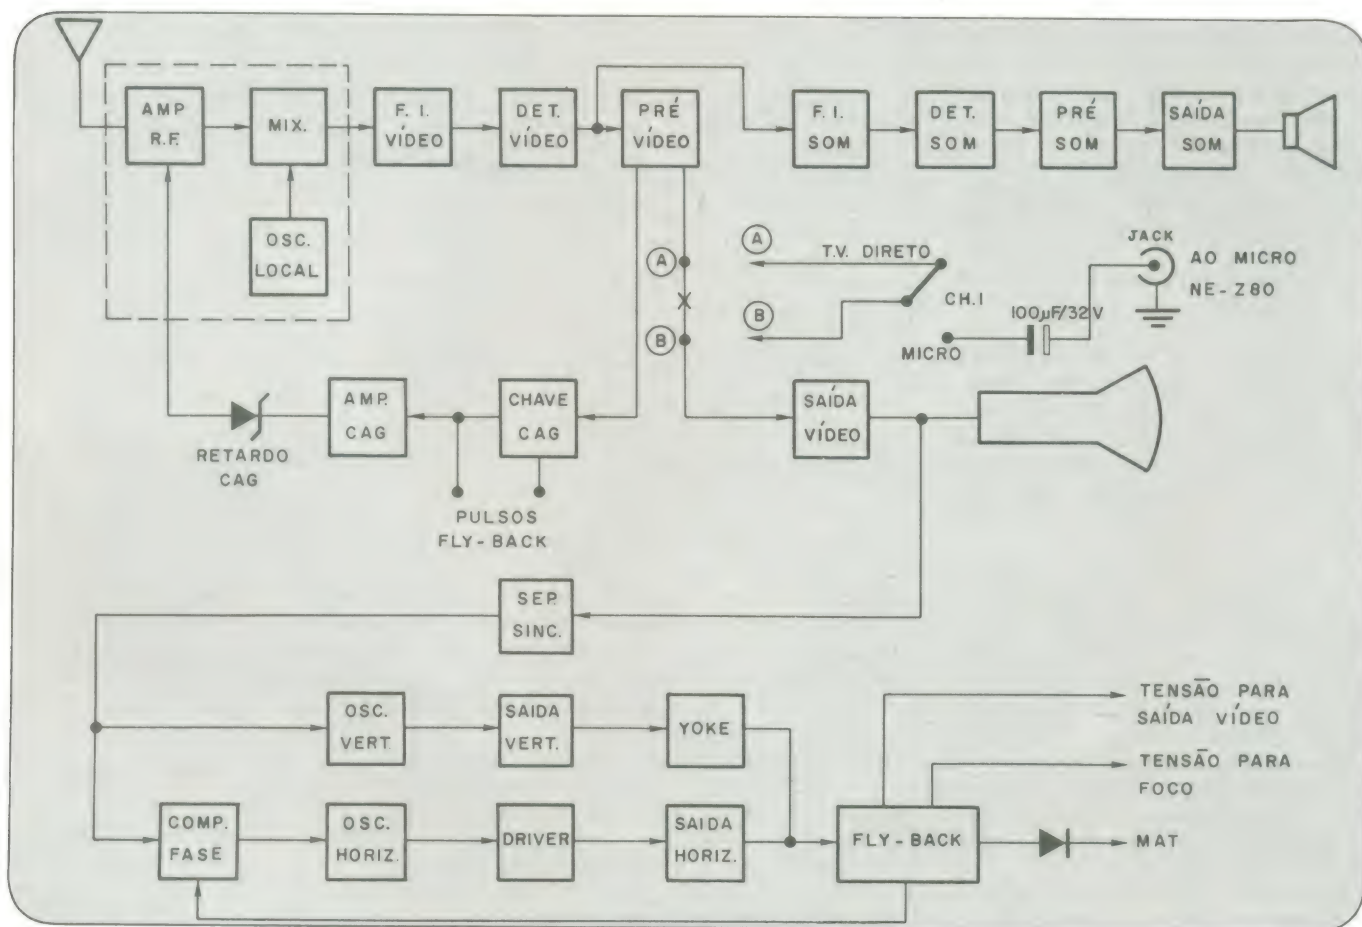 AMP
R.F.
MIX.
OSC.
LOCAL
F. I.
VÍDEO
DET.
VÍDEO
PRÉ
VÍDEO
F. I.
SOM
DET.
SOM
PRÉ
SOM
SAÍDA
SOM
A
B
A
T.V. DIRETO
B
CH.1
MICRO
100µF/32V
JACK
AO MICRO
NE-Z80
RETARDO
CAG
AMP.
CAG
CHAVE
CAG
PULSOS
FLY-BACK
SAÍDA
VÍDEO
SEP.
SINC.
OSC.
VERT.
SAIDA
VERT.
YOKE
COMP.
FASE
OSC.
HORIZ.
DRIVER
SAIDA
HORIZ.
FLY-BACK
TENSÃO PARA
SAÍDA VÍDEO
TENSÃO PARA
FOCO
MAT